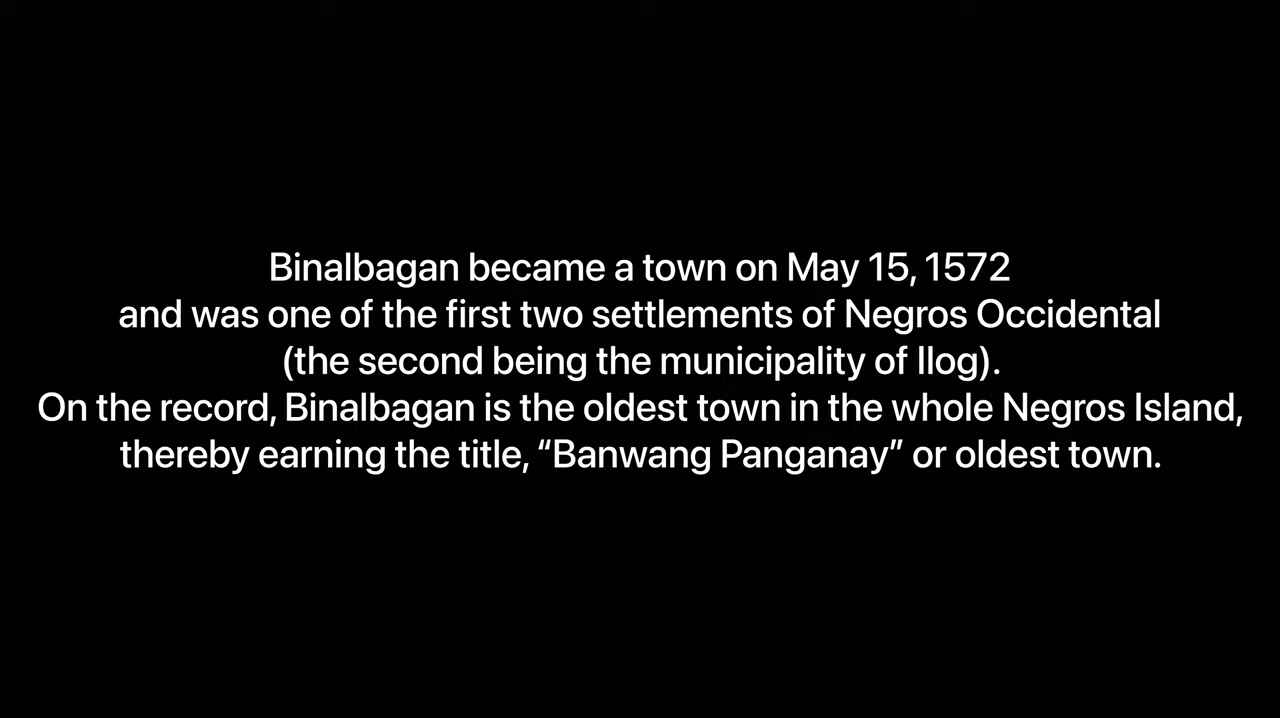 Binalbagan became a town on May 15, 1572
and was one of the first two settlements of Negros Occidental
(the second being the municipality of Ilog).
On the record, Binalbagan is the oldest town in the whole Negros Island,
thereby earning the title, “Banwang Panganay” or oldest town.